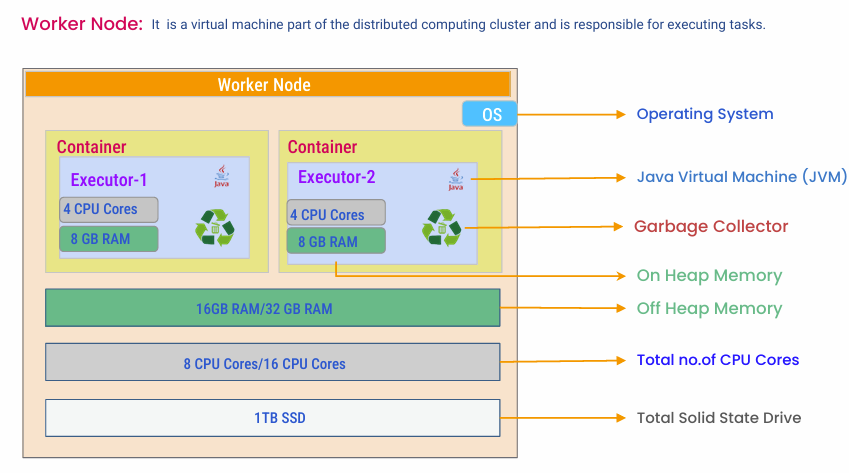 Worker Node: It is a virtual machine part of the distributed computing cluster and is responsible for executing tasks.
Worker Node
OS
Operating System
Container
Container
Executor-1
Java
Executor-2
Java
Java Virtual Machine (JVM)
4 CPU Cores
4 CPU Cores
Garbage Collector
8 GB RAM
8 GB RAM
On Heap Memory
16GB RAM/32 GB RAM
Off Heap Memory
8 CPU Cores/16 CPU Cores
Total no.of CPU Cores
1TB SSD
Total Solid State Drive